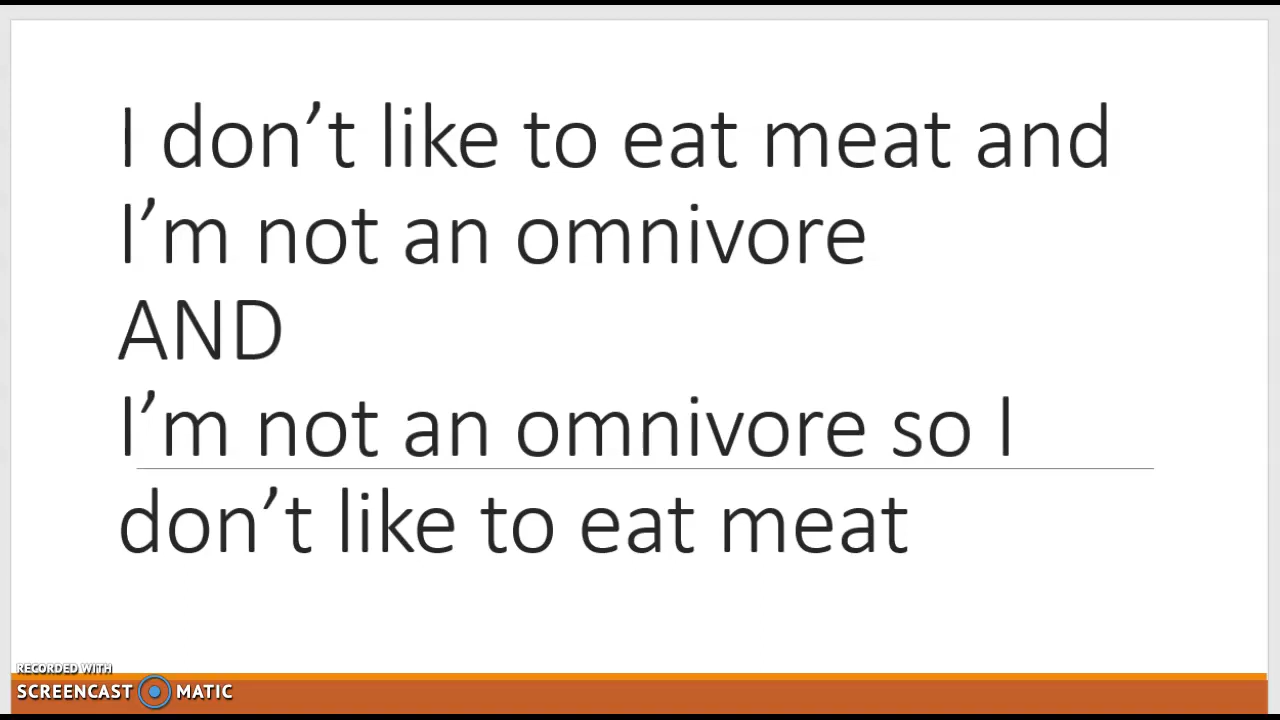 I don’t like to eat meat and
I’m not an omnivore
AND
I’m not an omnivore so I
don’t like to eat meat
RECORDED WITH
SCREENCAST MATIC